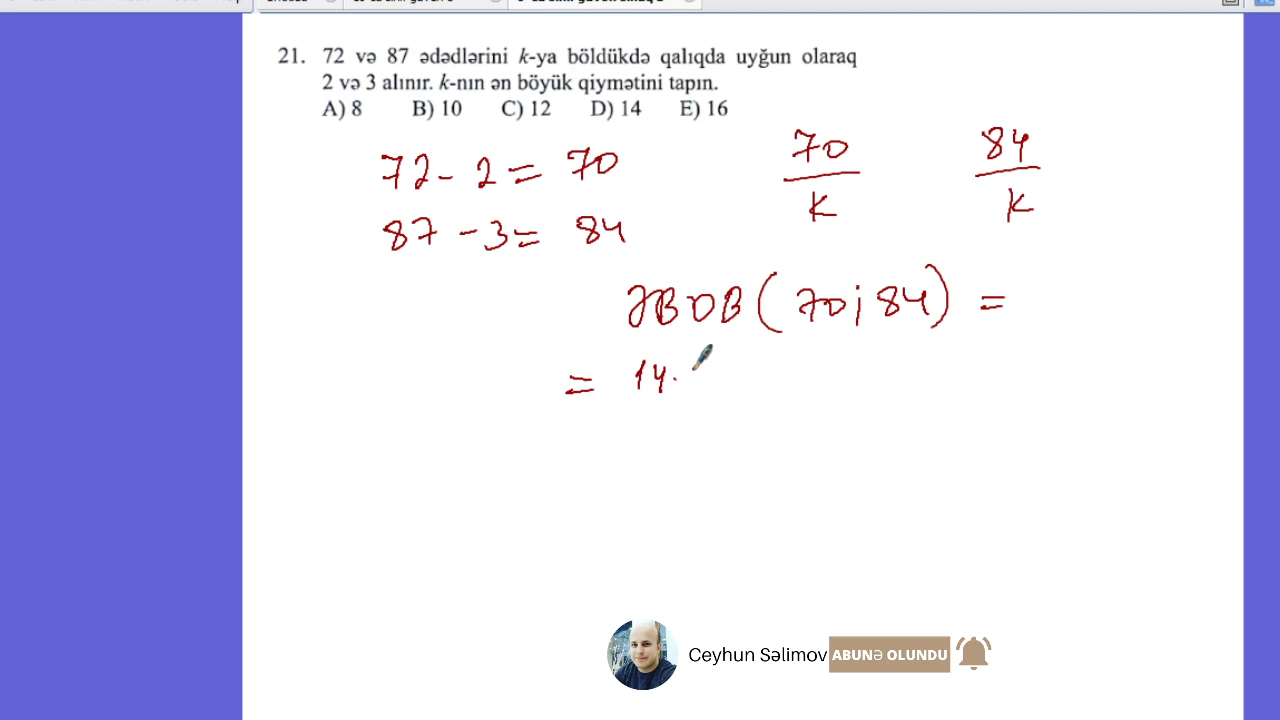 21. 72 və 87 ədədlərini k-ya böldükdə qalıqda uyğun olaraq
2 və 3 alınır. k-nın ən böyük qiymətini tapın.
A) 8 B) 10 C) 12 D) 14 E) 16
72 - 2 = 70
87 - 3 = 84
70/k 84/k
ƏBOB (70; 84) =
= 14.
Ceyhun Səlimov ABUNƏ OLUNDU